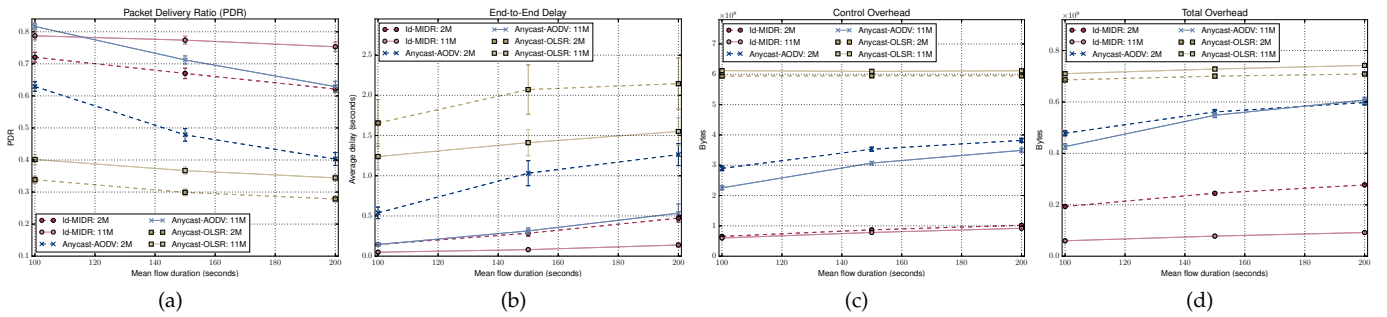 Packet Delivery Ratio (PDR)
0.8
0.7
0.6
0.5
0.4
0.3
0.2
0.1
PDR
Id-MIDR: 2M
Id-MIDR: 11M
Anycast-AODV: 2M
Anycast-AODV: 11M
Anycast-OLSR: 2M
Anycast-OLSR: 11M
100 120 140 160 180 200
Mean flow duration (seconds)
(a)
End-to-End Delay
2.5
2.0
1.5
1.0
0.5
0.0
Average delay (seconds)
Id-MIDR: 2M
Id-MIDR: 11M
Anycast-AODV: 2M
Anycast-AODV: 11M
Anycast-OLSR: 2M
Anycast-OLSR: 11M
100 120 140 160 180 200
Mean flow duration (seconds)
(b)
Control Overhead
7
6
5
4
3
2
1
0
Bytes
Id-MIDR: 2M
Id-MIDR: 11M
Anycast-AODV: 2M
Anycast-AODV: 11M
Anycast-OLSR: 2M
Anycast-OLSR: 11M
100 120 140 160 180 200
Mean flow duration (seconds)
(c)
Total Overhead
0.8
0.6
0.4
0.2
0.0
Bytes
Id-MIDR: 2M
Id-MIDR: 11M
Anycast-AODV: 2M
Anycast-AODV: 11M
Anycast-OLSR: 2M
Anycast-OLSR: 11M
100 120 140 160 180 200
Mean flow duration (seconds)
(d)